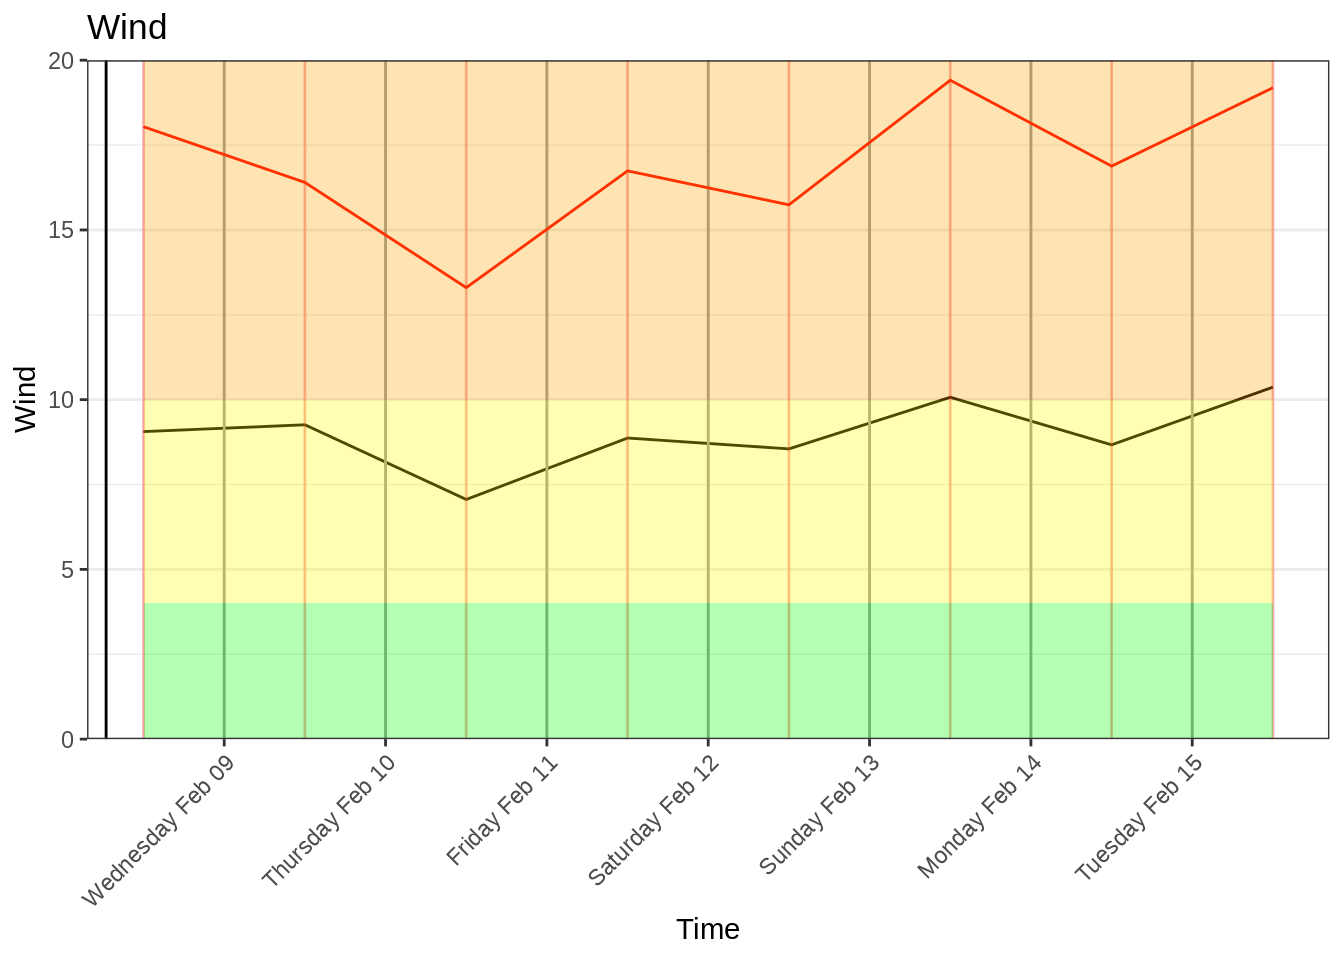 Wind
20
15
10
5
0
Wind
Wednesday Feb 09
Thursday Feb 10
Friday Feb 11
Saturday Feb 12
Sunday Feb 13
Monday Feb 14
Tuesday Feb 15
Time